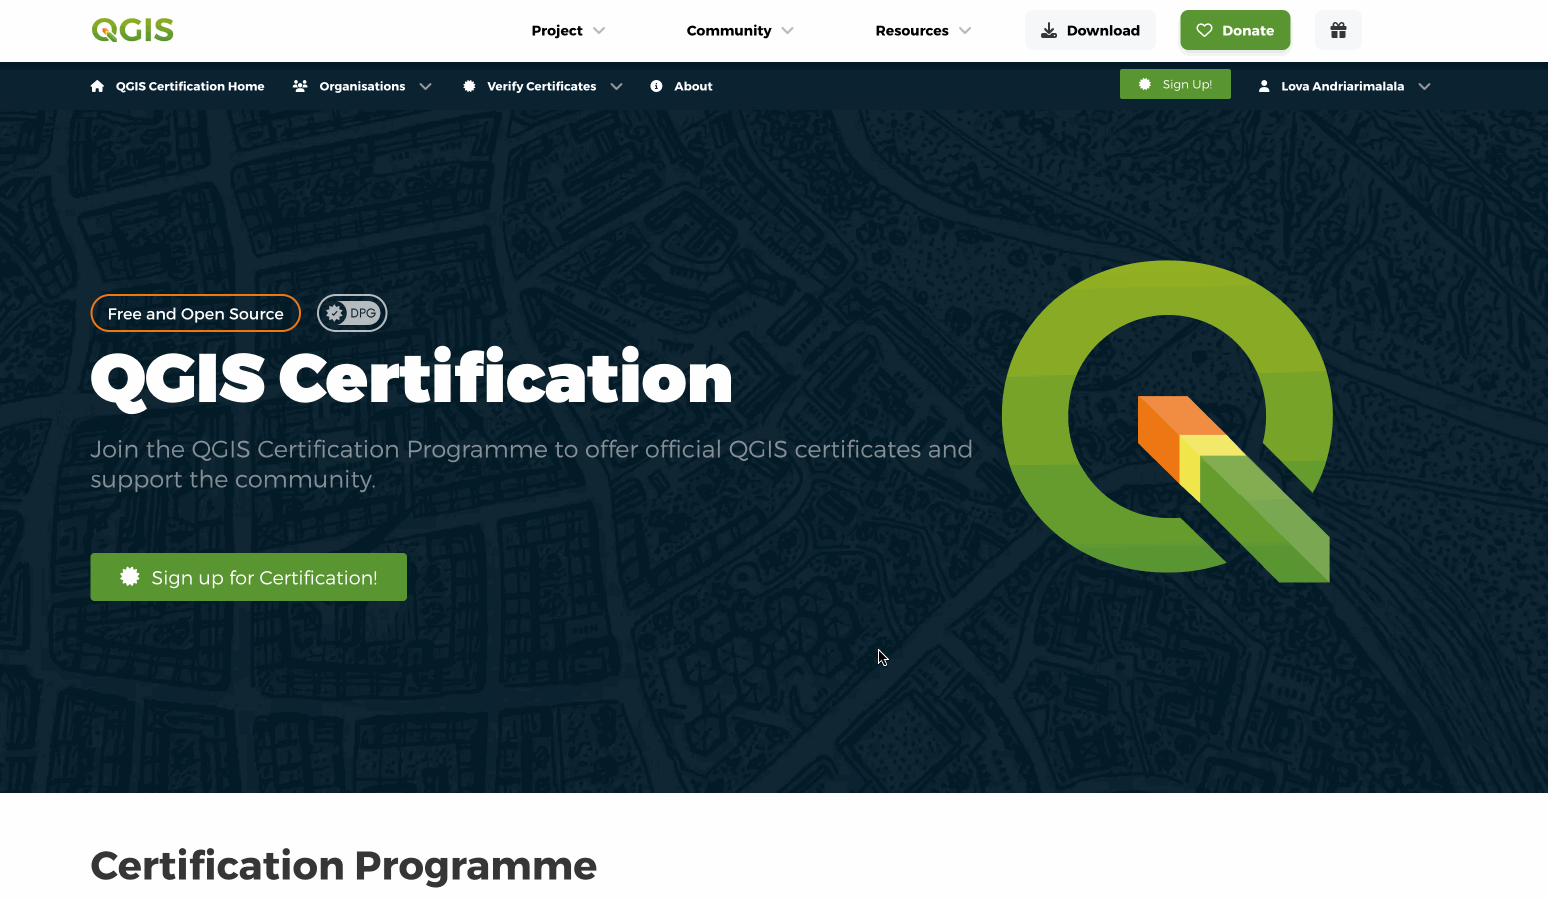 QGIS
Project
Community
Resources
Download
Donate
QGIS Certification Home
Organisations
Verify Certificates
About
Sign Up!
Lova Andriarimalala
Free and Open Source
DPG
QGIS Certification
Join the QGIS Certification Programme to offer official QGIS certificates and
support the community.
Sign up for Certification!
Certification Programme